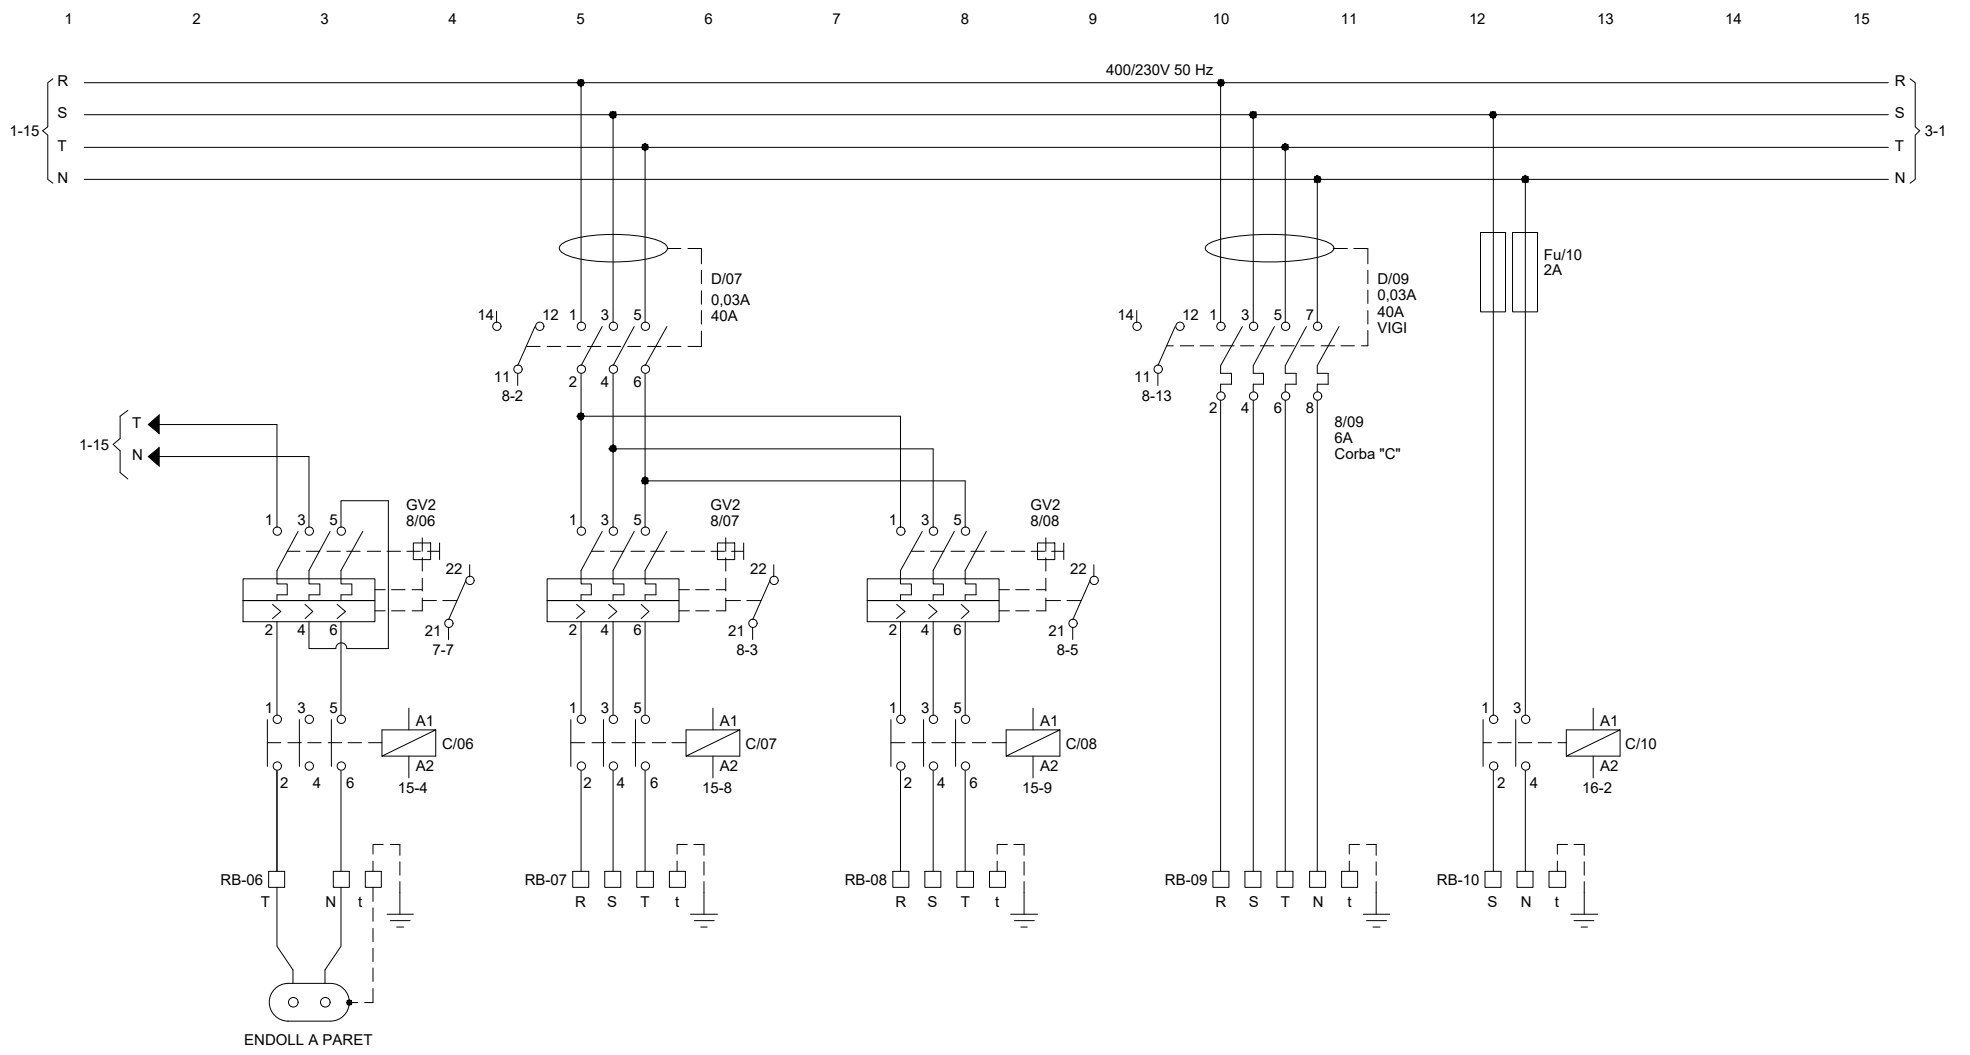 1 2 3 4 5 6 7 8 9 10 11 12 13 14 15
400/230V 50 Hz
R R
S S
1-15 3-1
T T
N N
D/07
0,03A
40A
D/09
0,03A
40A
VIGI
Fu/10
2A
14 12 1 3 5
11 2 4 6
8-2
14 12 1 3 5 7
11
8-13
2 4 6 8
8/09
6A
Corba "C"
1-15
T
N
GV2
8/06
1 3 5
22
2 4 6 21
7-7
GV2
8/07
1 3 5
22
2 4 6 21
8-3
GV2
8/08
1 3 5
22
2 4 6 21
8-5
1 3 5 A1
C/06
2 4 6 A2
15-4
1 3 5 A1
C/07
2 4 6 A2
15-8
1 3 5 A1
C/08
2 4 6 A2
15-9
1 3 A1
C/10
2 4 A2
16-2
RB-06
T N t
RB-07
R S T t
RB-08
R S T t
RB-09
R S T N t
RB-10
S N t
ENDOLL A PARET